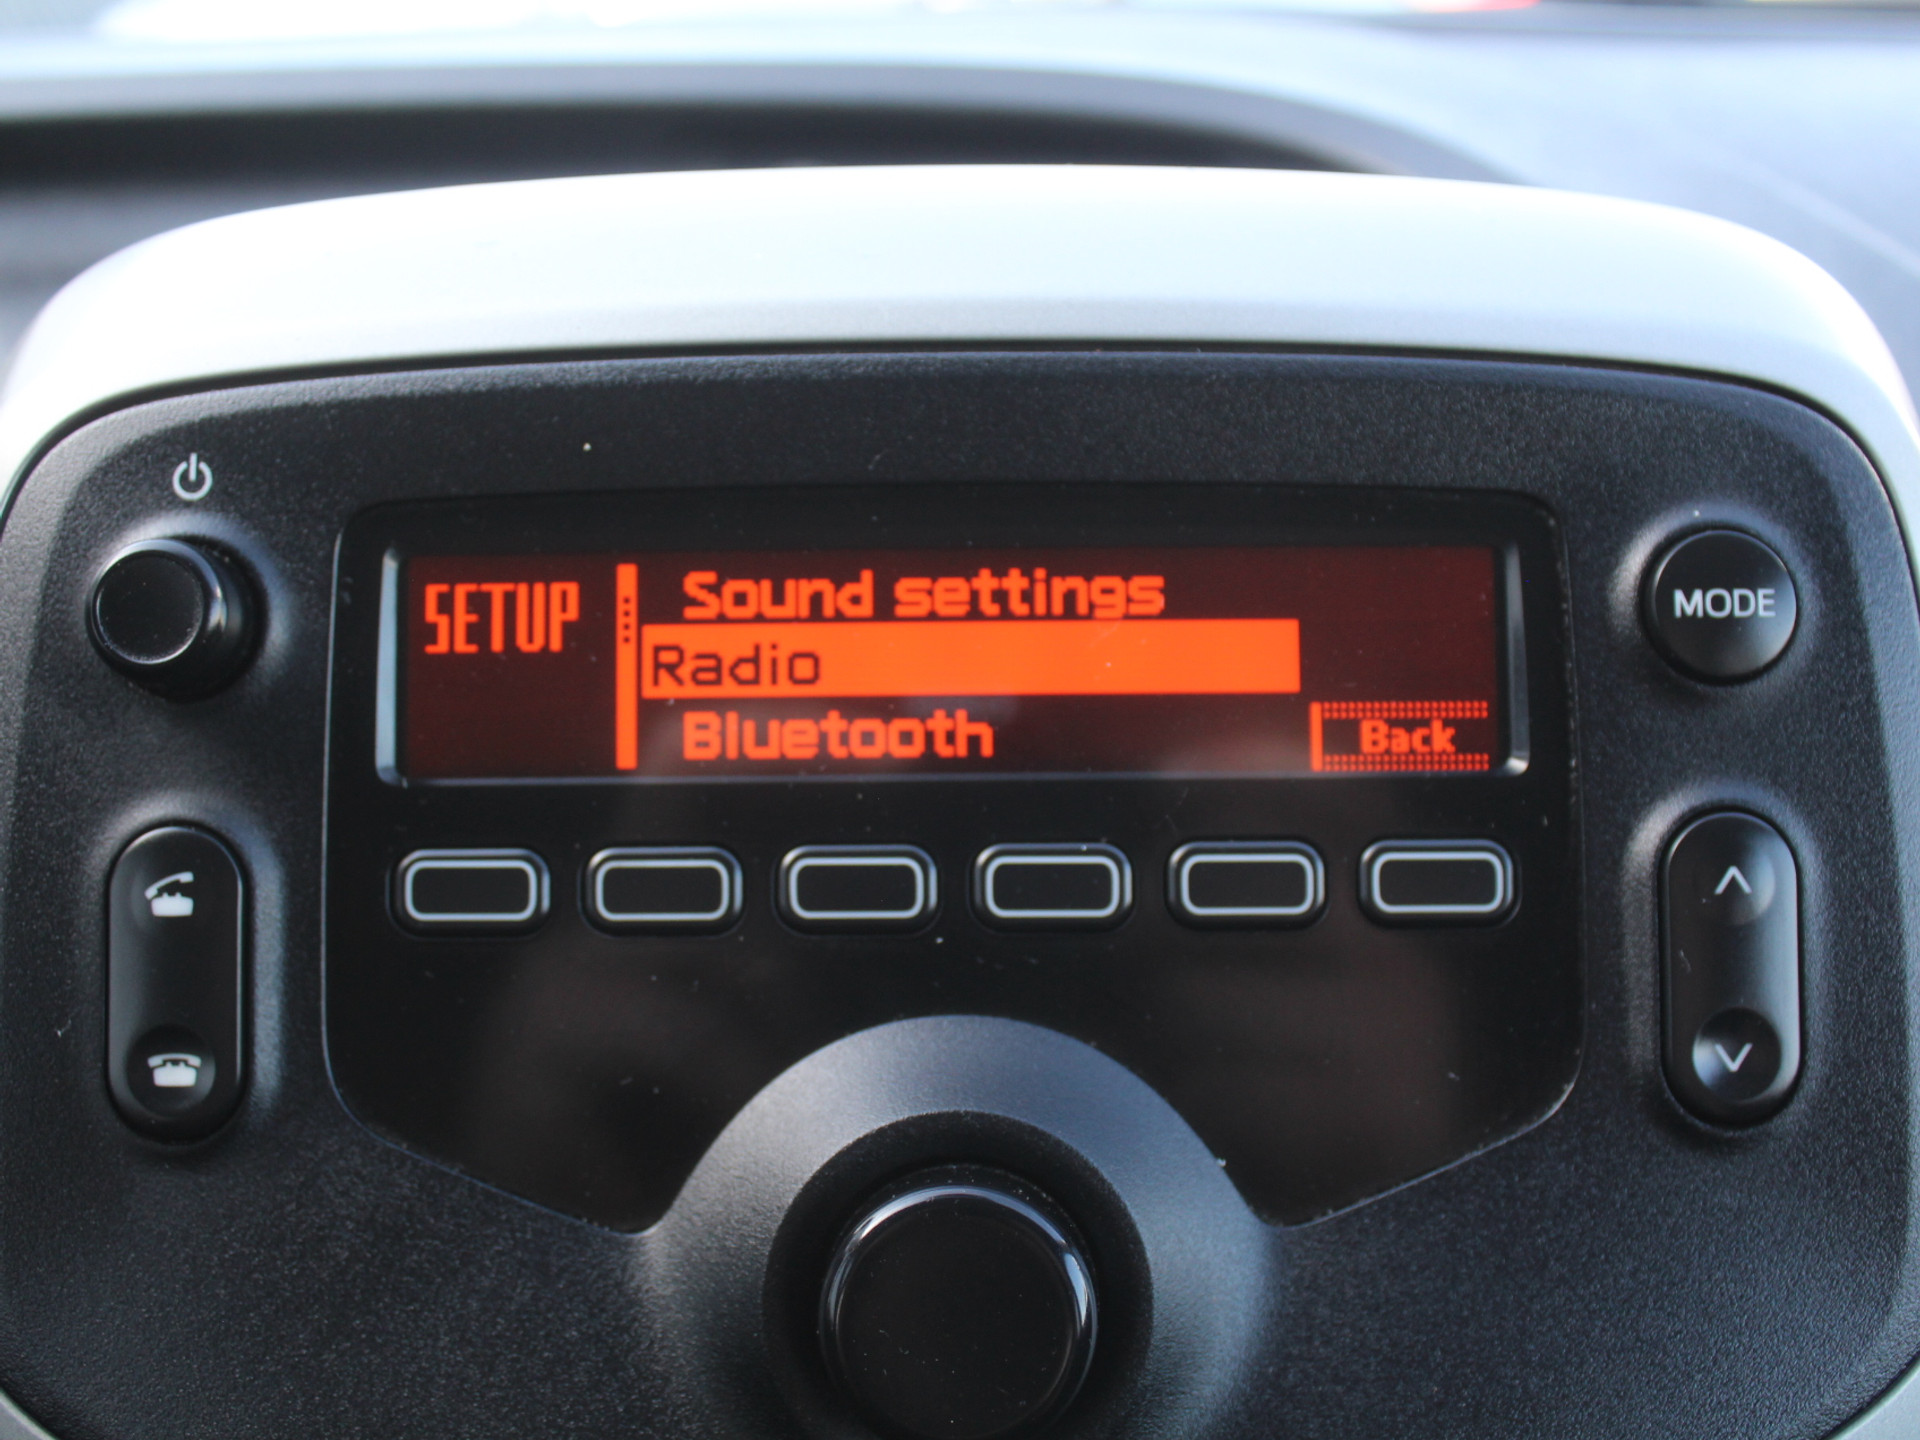 SETUP
Sound settings
Radio
Bluetooth
Back
MODE